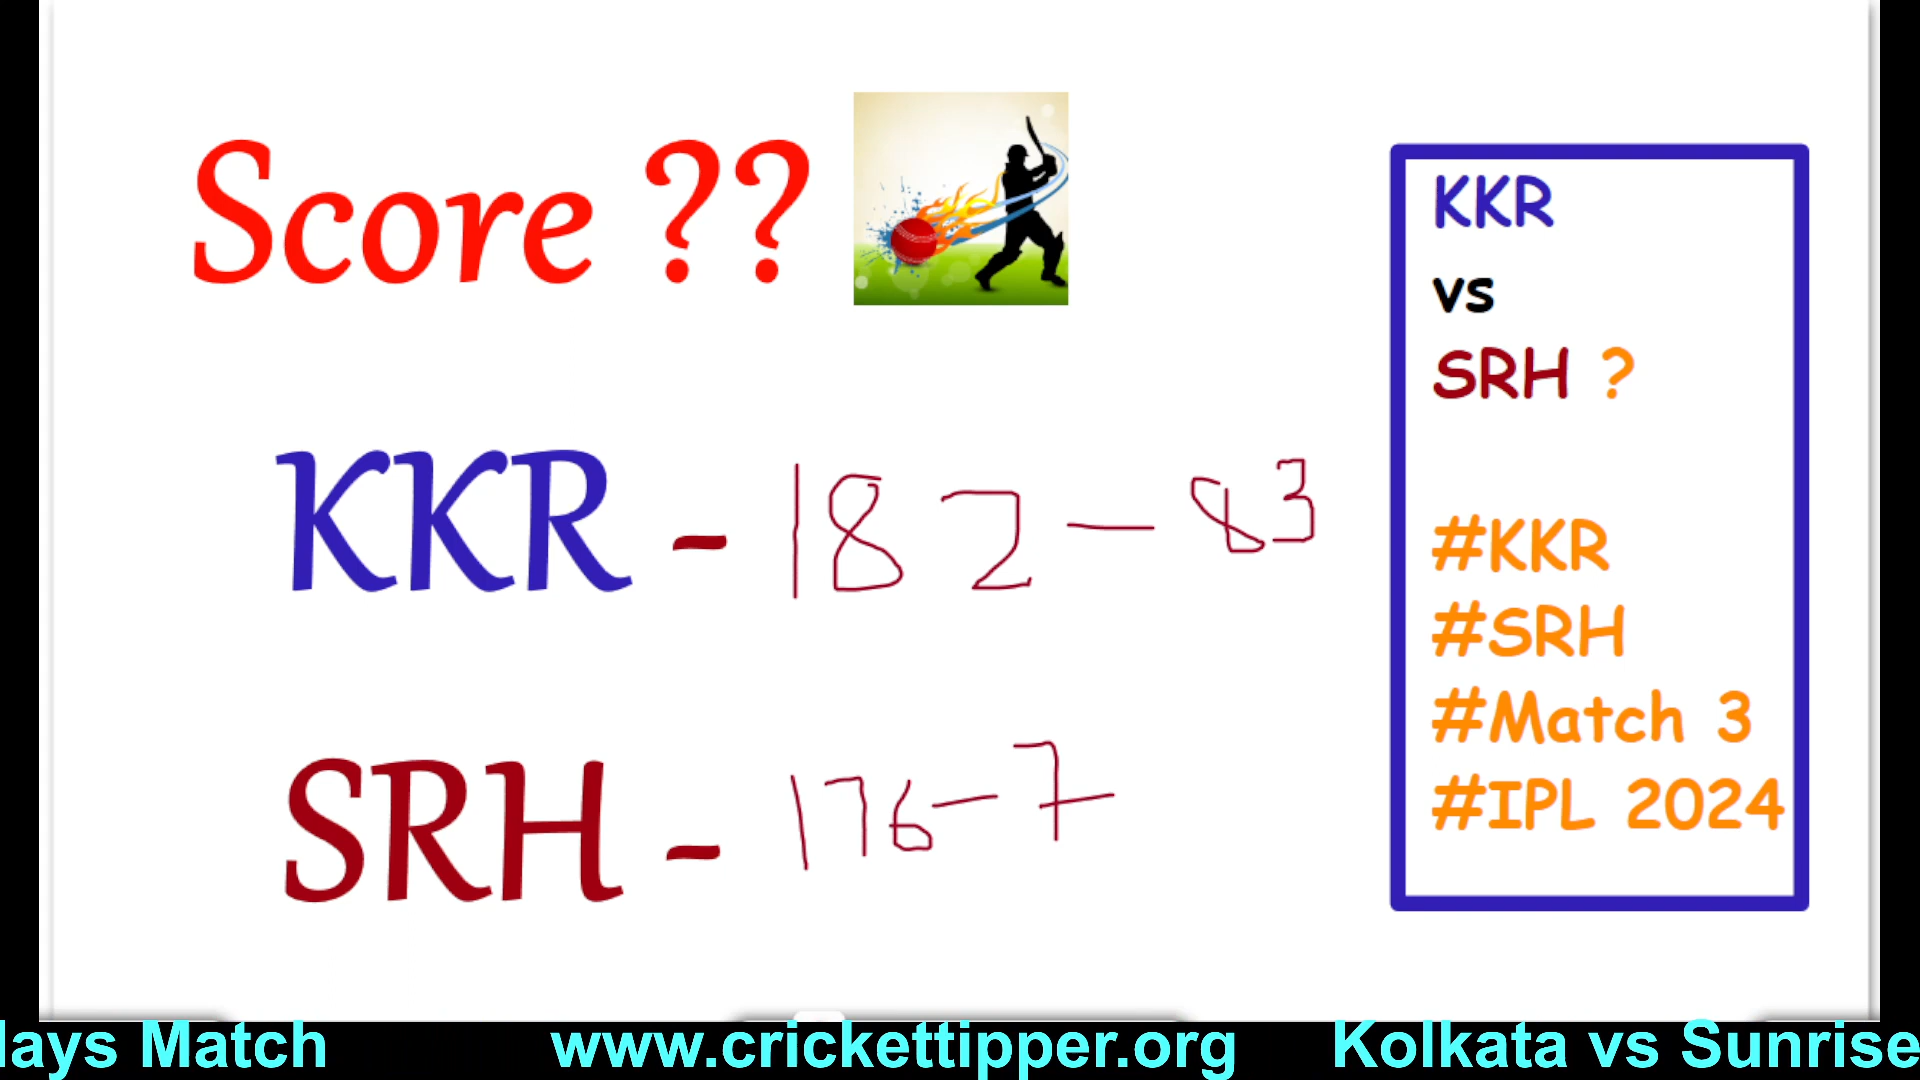 Score ??
KKR - 182 - 83
SRH - 176-7
KKR
vs
SRH ?
#KKR
#SRH
#Match 3
#IPL 2024
days Match www.crickettipper.org Kolkata vs Sunrise